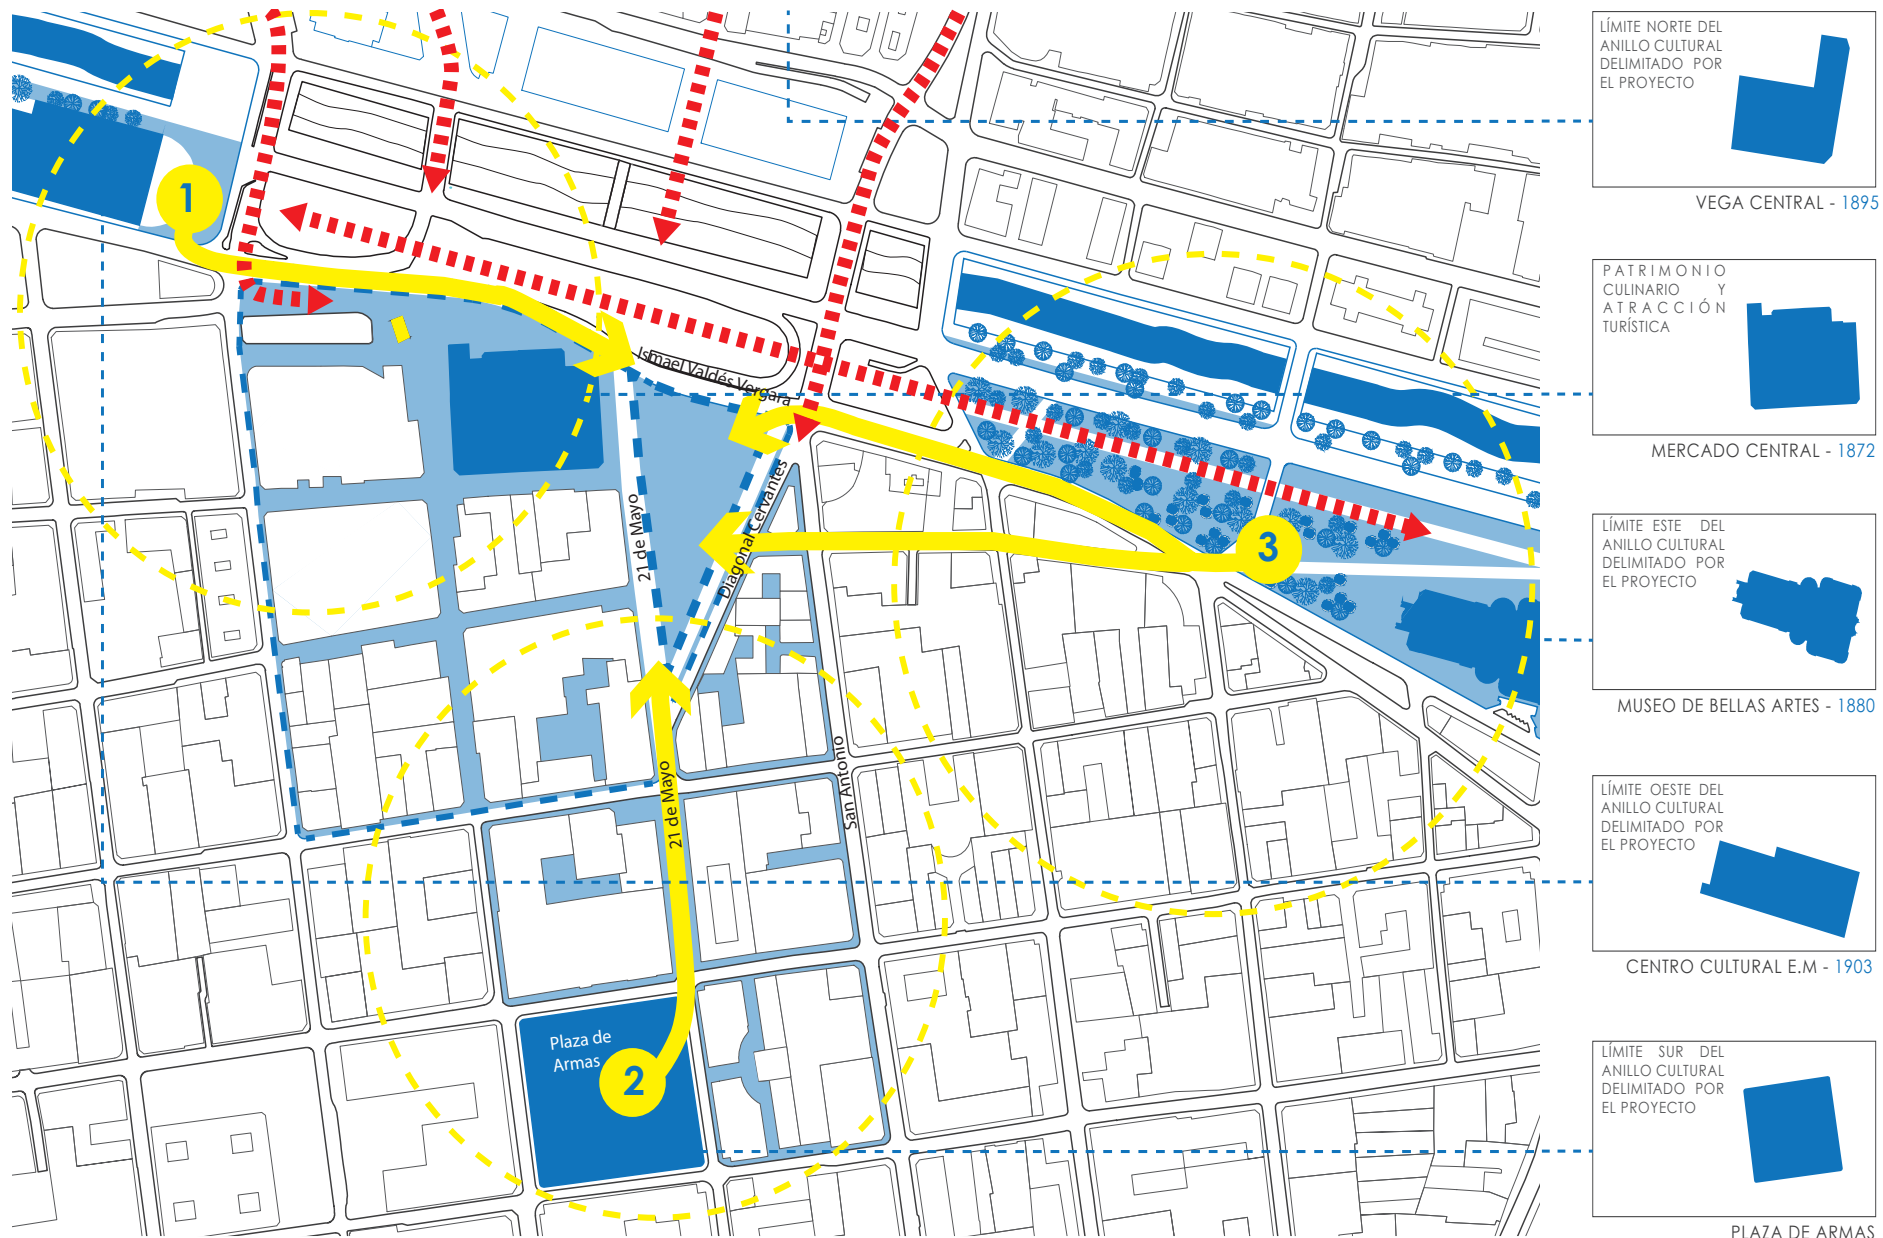 1
Ismael Valdés Vergara
21 de Mayo
Diagonal Cervantes
3
21 de Mayo
San Antonio
Plaza de
Armas
2
LÍMITE NORTE DEL
ANILLO CULTURAL
DELIMITADO POR
EL PROYECTO
VEGA CENTRAL - 1895
PATRIMONIO
CULINARIO Y
ATRACCIÓN
TURÍSTICA
MERCADO CENTRAL - 1872
LÍMITE ESTE DEL
ANILLO CULTURAL
DELIMITADO POR
EL PROYECTO
MUSEO DE BELLAS ARTES - 1880
LÍMITE OESTE DEL
ANILLO CULTURAL
DELIMITADO POR
EL PROYECTO
CENTRO CULTURAL E.M - 1903
LÍMITE SUR DEL
ANILLO CULTURAL
DELIMITADO POR
EL PROYECTO
PLAZA DE ARMAS